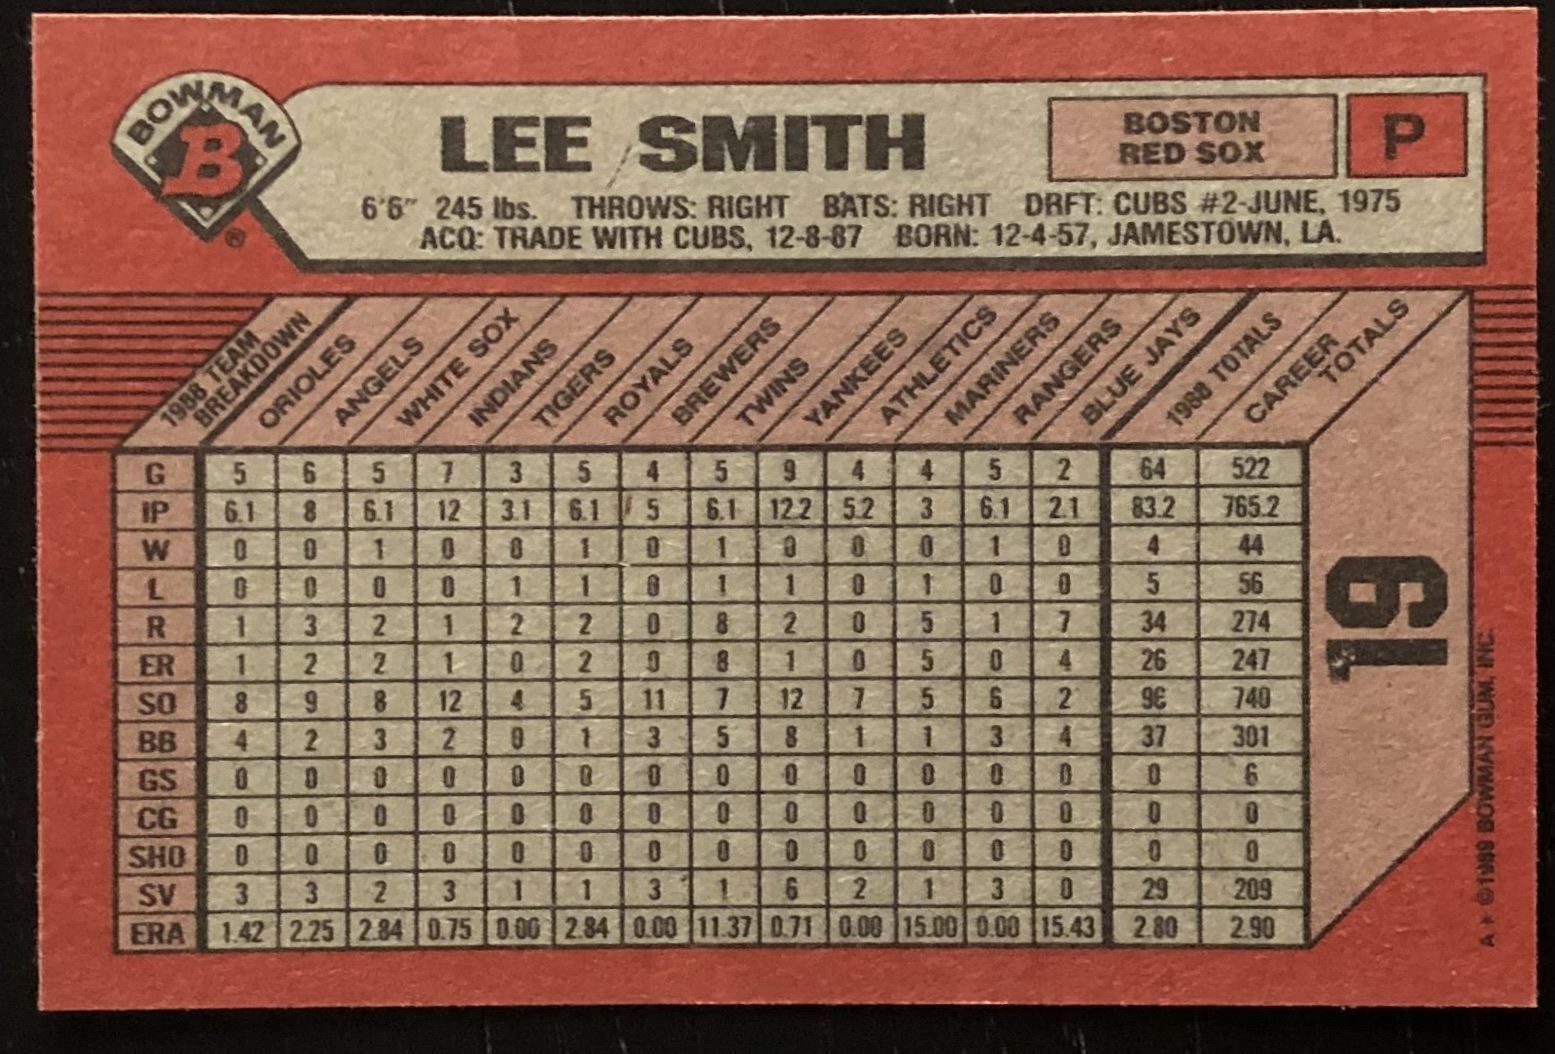 BOWMAN
B
®
LEE SMITH
BOSTON
RED SOX
P
6'6" 245 lbs. THROWS: RIGHT BATS: RIGHT DRFT: CUBS #2-JUNE, 1975
ACQ: TRADE WITH CUBS, 12-8-87 BORN: 12-4-57, JAMESTOWN, LA.
1988 TEAM BREAKDOWN ORIOLES ANGELS WHITE SOX INDIANS TIGERS ROYALS BREWERS TWINS YANKEES ATHLETICS MARINERS RANGERS BLUE JAYS 1988 TOTALS CAREER TOTALS
G 5 6 5 7 3 5 4 5 9 4 4 5 2 64 522
IP 6.1 8 6.1 12 3.1 6.1 5 6.1 12.2 5.2 3 6.1 2.1 83.2 765.2
W 0 0 1 0 0 1 0 1 0 0 0 1 0 4 44
L 0 0 0 0 1 1 0 1 1 0 1 0 0 5 56
R 1 3 2 1 2 2 0 8 2 0 5 1 7 34 274
ER 1 2 2 1 0 2 0 8 1 0 5 0 4 26 247
SO 8 9 8 12 4 5 11 7 12 7 5 6 2 96 740
BB 4 2 3 2 0 1 3 5 8 1 1 3 4 37 301
GS 0 0 0 0 0 0 0 0 0 0 0 0 0 0 6
CG 0 0 0 0 0 0 0 0 0 0 0 0 0 0 0
SHO 0 0 0 0 0 0 0 0 0 0 0 0 0 0 0
SV 3 3 2 3 1 1 3 1 6 2 1 3 0 29 209
ERA 1.42 2.25 2.84 0.75 0.00 2.84 0.00 11.37 0.71 0.00 15.00 0.00 15.43 2.80 2.90
19
A ** ©1989 BOWMAN GUM, INC.